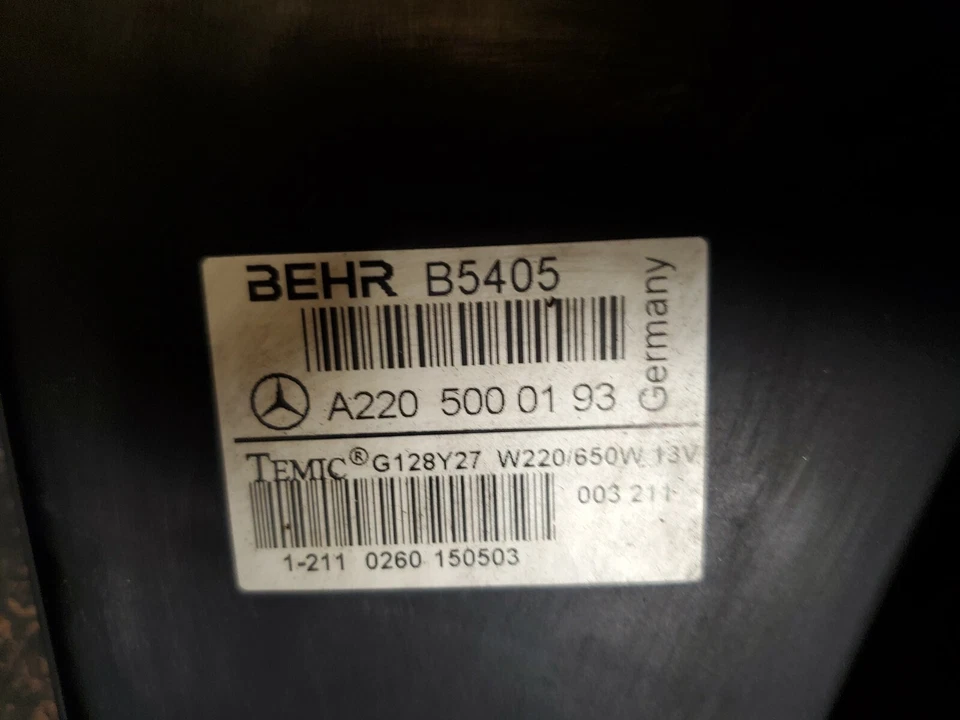 BEHR B5405
A220 500 01 93
Germany
TEMIC® G128Y27 W220/650W 13V
003 211
1-211 0260 150503